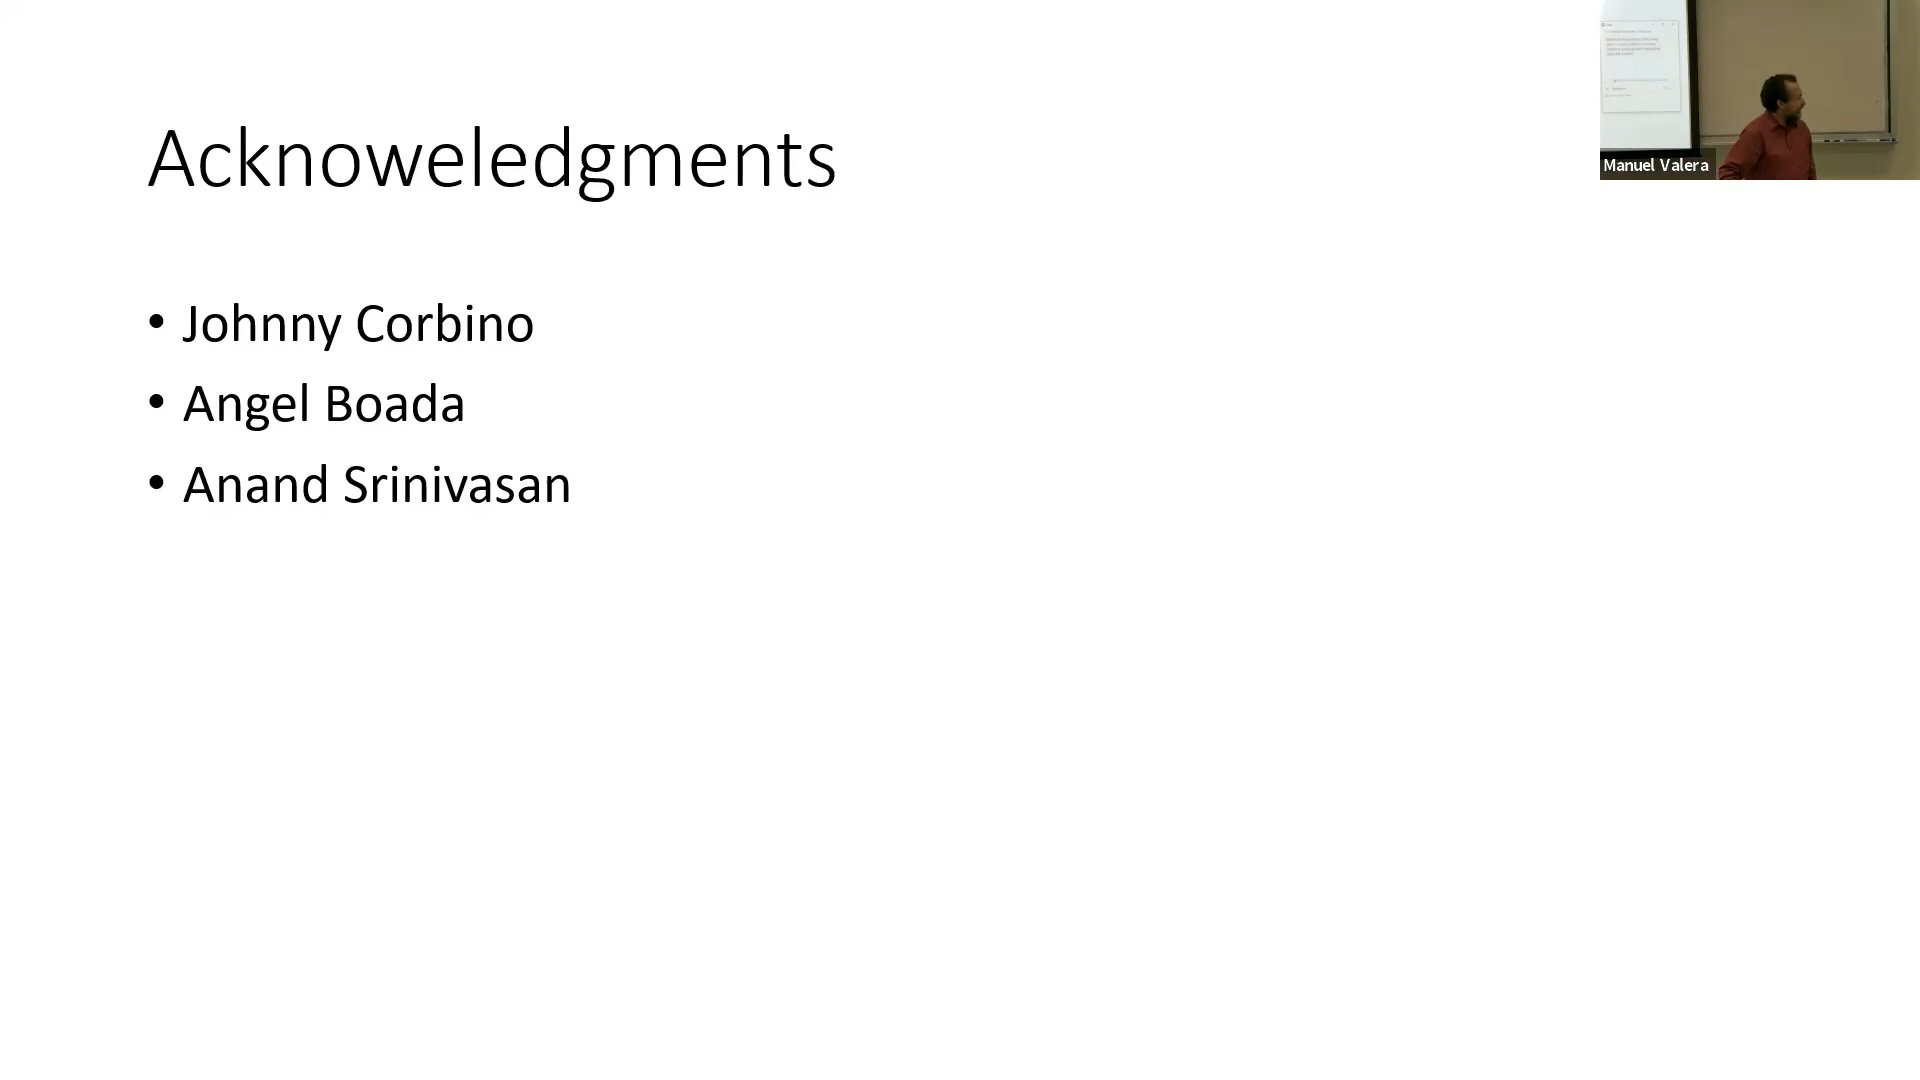 Acknoweledgments
• Johnny Corbino
• Angel Boada
• Anand Srinivasan
Manuel Valera